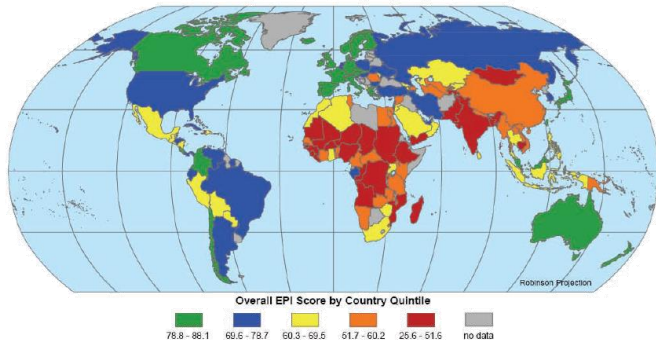 Robinson Projection
Overall EPI Score by Country Quintile
78.8 - 88.1 69.6 - 78.7 60.3 - 69.5 51.7 - 60.2 25.6 - 51.6 no data